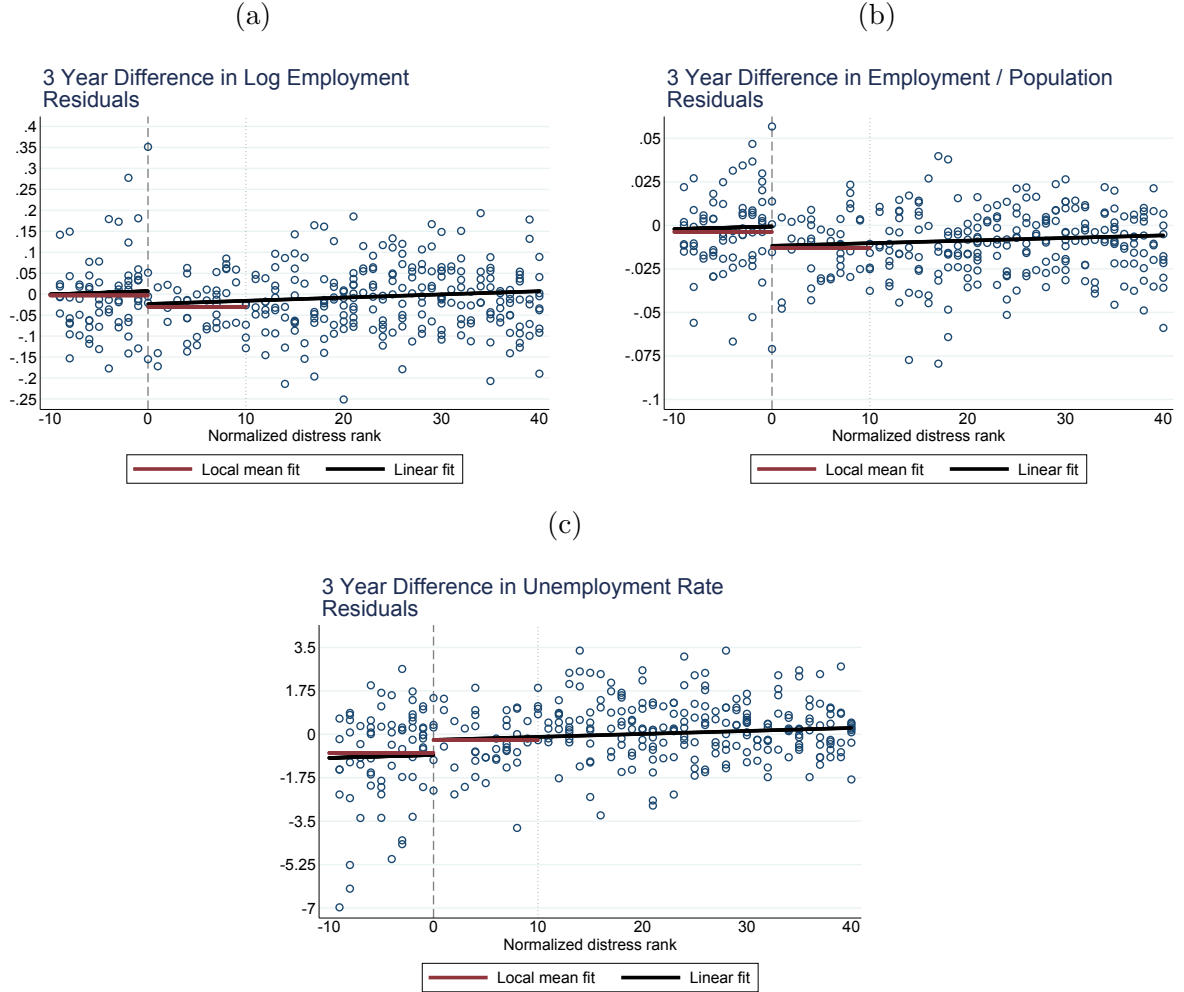 (a)
3 Year Difference in Log Employment
Residuals
.4
.35
.3
.25
.2
.15
.1
.05
0
-.05
-.1
-.15
-.2
-.25
-10 0 10 20 30 40
Normalized distress rank
Local mean fit Linear fit
(b)
3 Year Difference in Employment / Population
Residuals
.05
.025
0
-.025
-.05
-.075
-.1
-10 0 10 20 30 40
Normalized distress rank
Local mean fit Linear fit
(c)
3 Year Difference in Unemployment Rate
Residuals
3.5
1.75
0
-1.75
-3.5
-5.25
-7
-10 0 10 20 30 40
Normalized distress rank
Local mean fit Linear fit